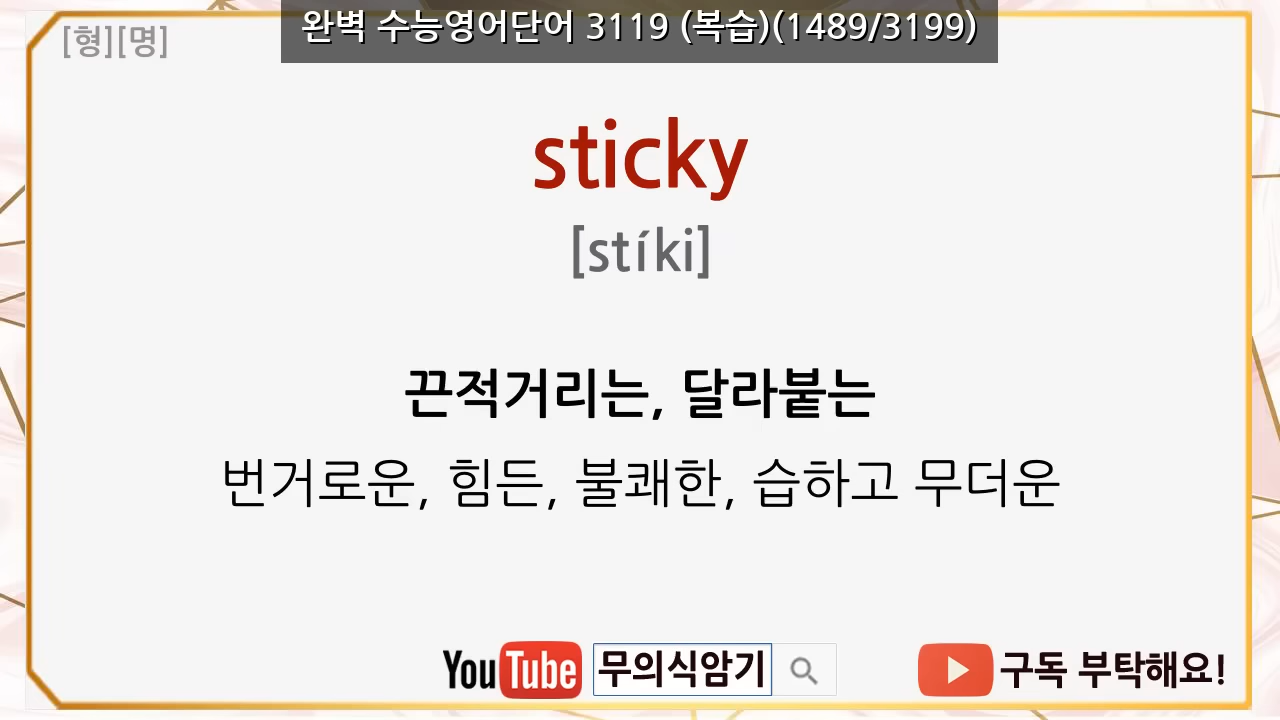 완벽 수능영어단어 3119 (복습)(1489/3199)
[형][명]
sticky
[stíki]
끈적거리는, 달라붙는
번거로운, 힘든, 불쾌한, 습하고 무더운
YouTube 무의식암기 구독 부탁해요!